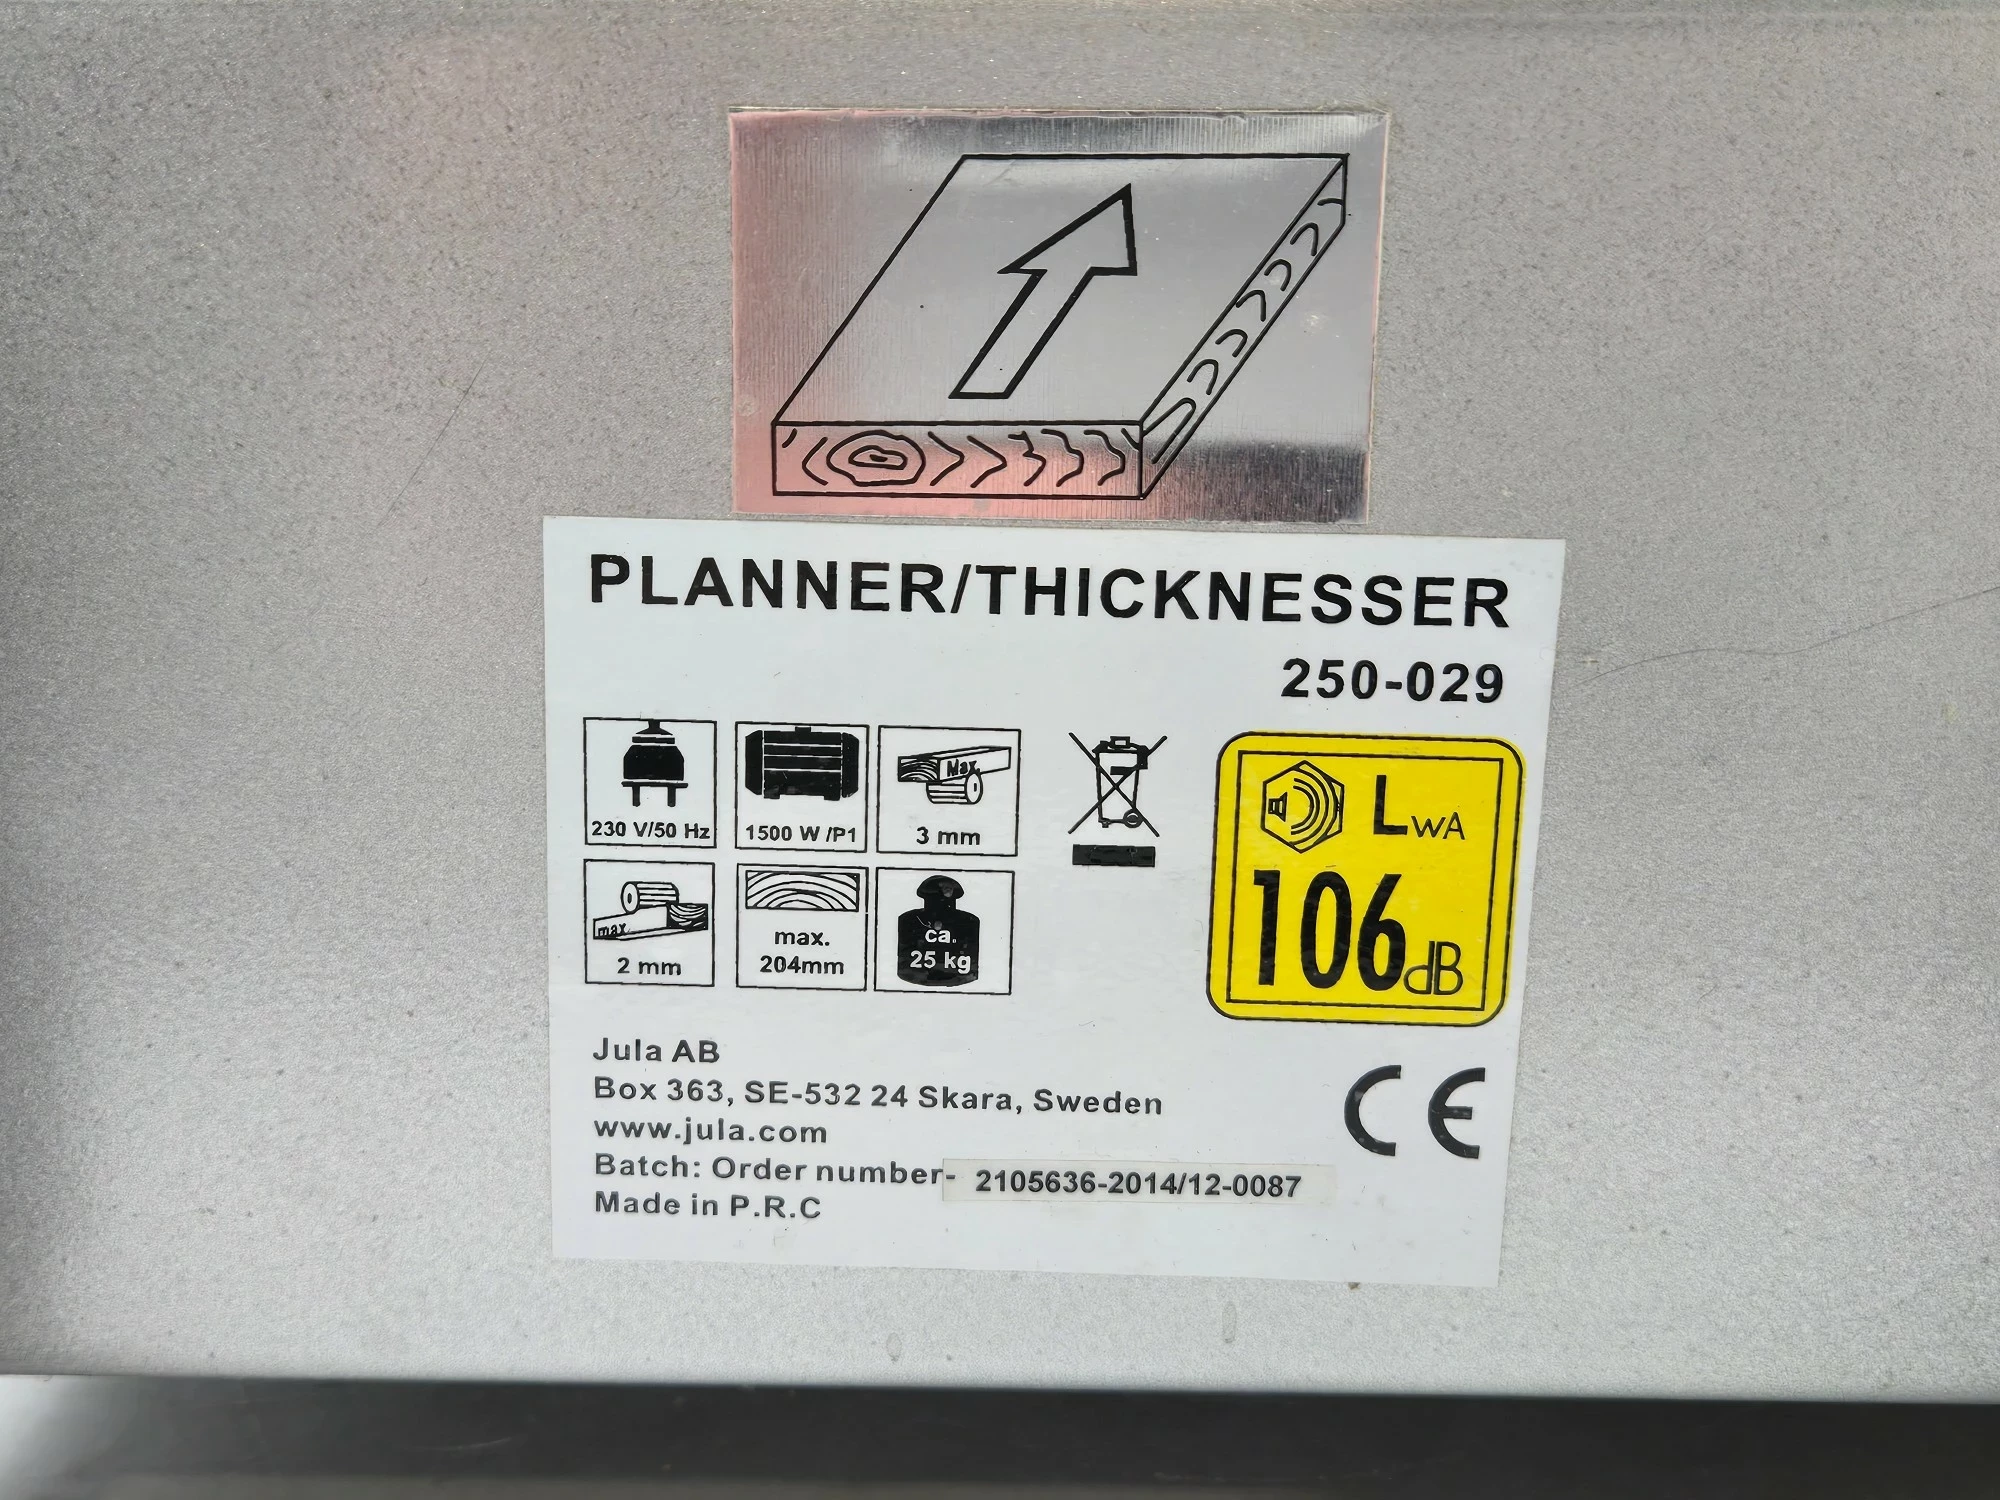 PLANNER/THICKNESSER
250-029
230 V/50 Hz
1500 W /P1
Max.
3 mm
max.
2 mm
max.
204mm
ca.
25 kg
LWA
106dB
Jula AB
Box 363, SE-532 24 Skara, Sweden
www.jula.com
Batch: Order number- 2105636-2014/12-0087
Made in P.R.C
CE